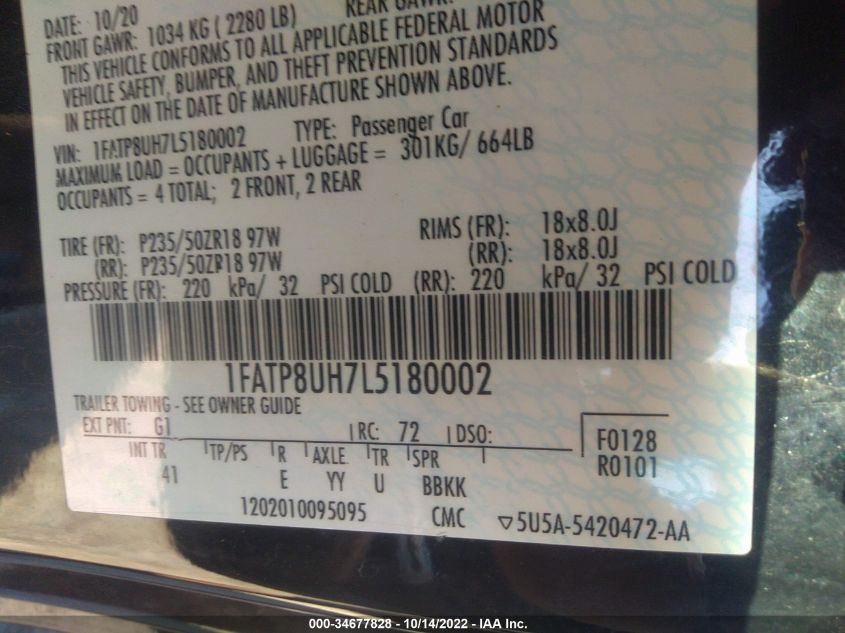 DATE: 10/20
FRONT GAWR: 1034 KG ( 2280 LB) REAR GAWR:
THIS VEHICLE CONFORMS TO ALL APPLICABLE FEDERAL MOTOR
VEHICLE SAFETY, BUMPER, AND THEFT PREVENTION STANDARDS
IN EFFECT ON THE DATE OF MANUFACTURE SHOWN ABOVE.
VIN: 1FATP8UH7L5180002 TYPE: Passenger Car
MAXIMUM LOAD = OCCUPANTS + LUGGAGE = 301KG/ 664LB
OCCUPANTS = 4 TOTAL; 2 FRONT, 2 REAR
TIRE (FR): P235/50ZR18 97W RIMS (FR): 18x8.0J
(RR): P235/50ZR18 97W (RR): 18x8.0J
PRESSURE (FR): 220 kPa/ 32 PSI COLD (RR): 220 kPa/ 32 PSI COLD
1FATP8UH7L5180002
TRAILER TOWING - SEE OWNER GUIDE
EXT PNT: G1 RC: 72 DSO: F0128
INT TR TP/PS R AXLE TR SPR R0101
41 E YY U BBKK
1202010095095 CMC ▽5U5A-5420472-AA
000-34677828 - 10/14/2022 - IAA Inc.